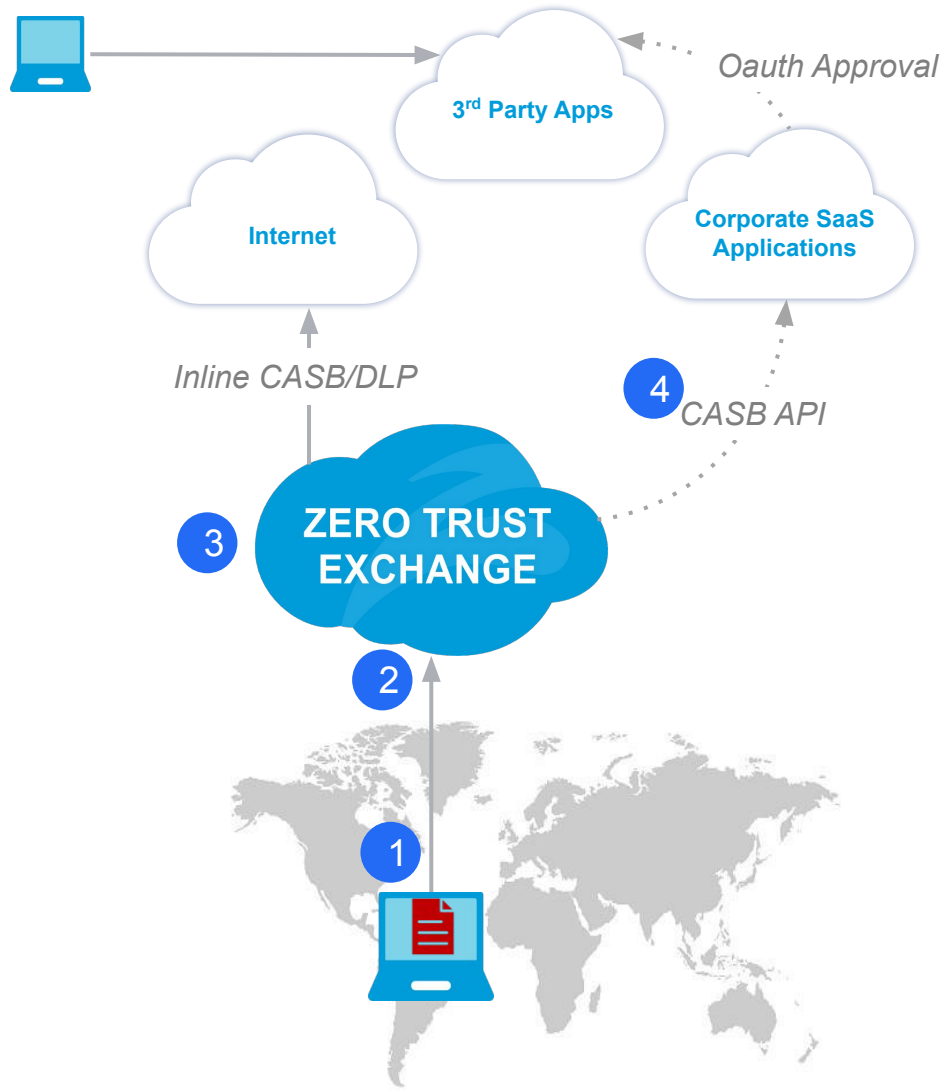 Oauth Approval
3rd Party Apps
Corporate SaaS
Applications
Internet
Inline CASB/DLP
4
CASB API
3
ZERO TRUST
EXCHANGE
2
1